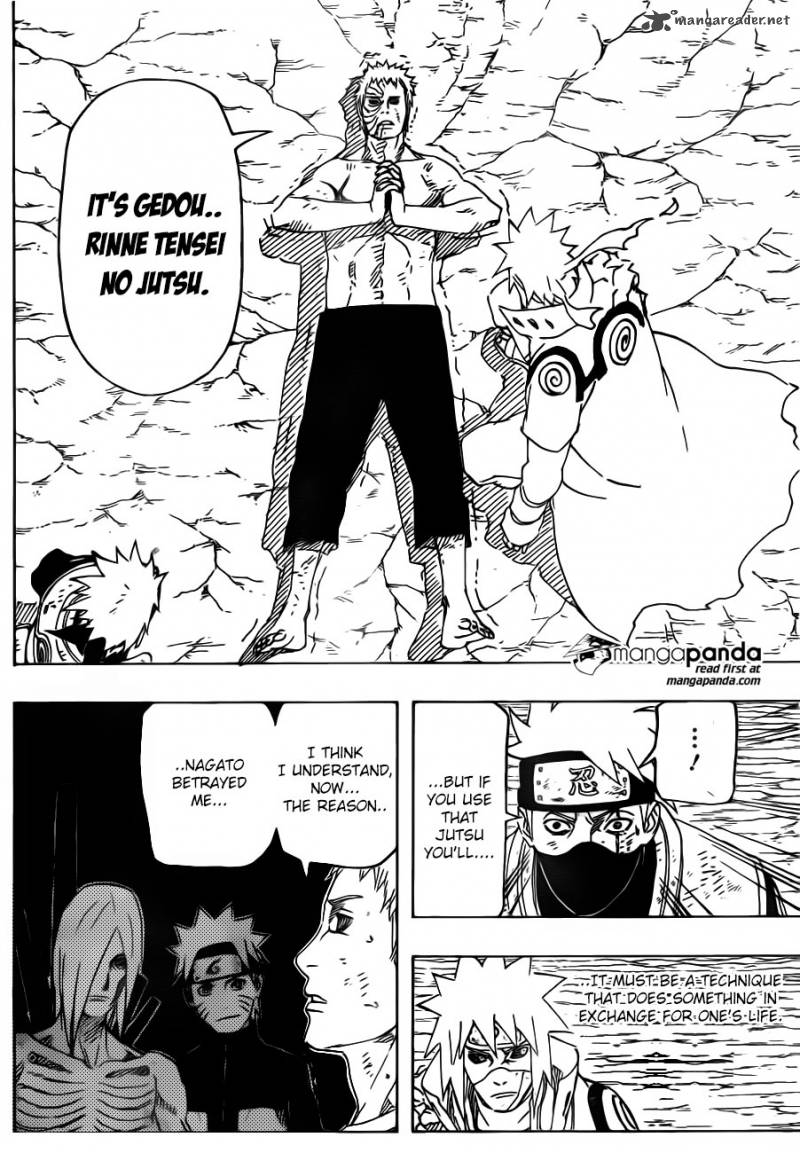 mangareader.net
IT'S GEDOU..
RINNE TENSEI
NO JUTSU.
mangapanda
read first at
mangapanda.com
...!
...BUT IF
YOU USE
THAT
JUTSU
YOU'LL....
忍
...IT MUST BE A TECHNIQUE
THAT DOES SOMETHING IN
EXCHANGE FOR ONE'S LIFE.
I THINK
I UNDERSTAND,
NOW...
THE REASON..
..NAGATO
BETRAYED
ME...